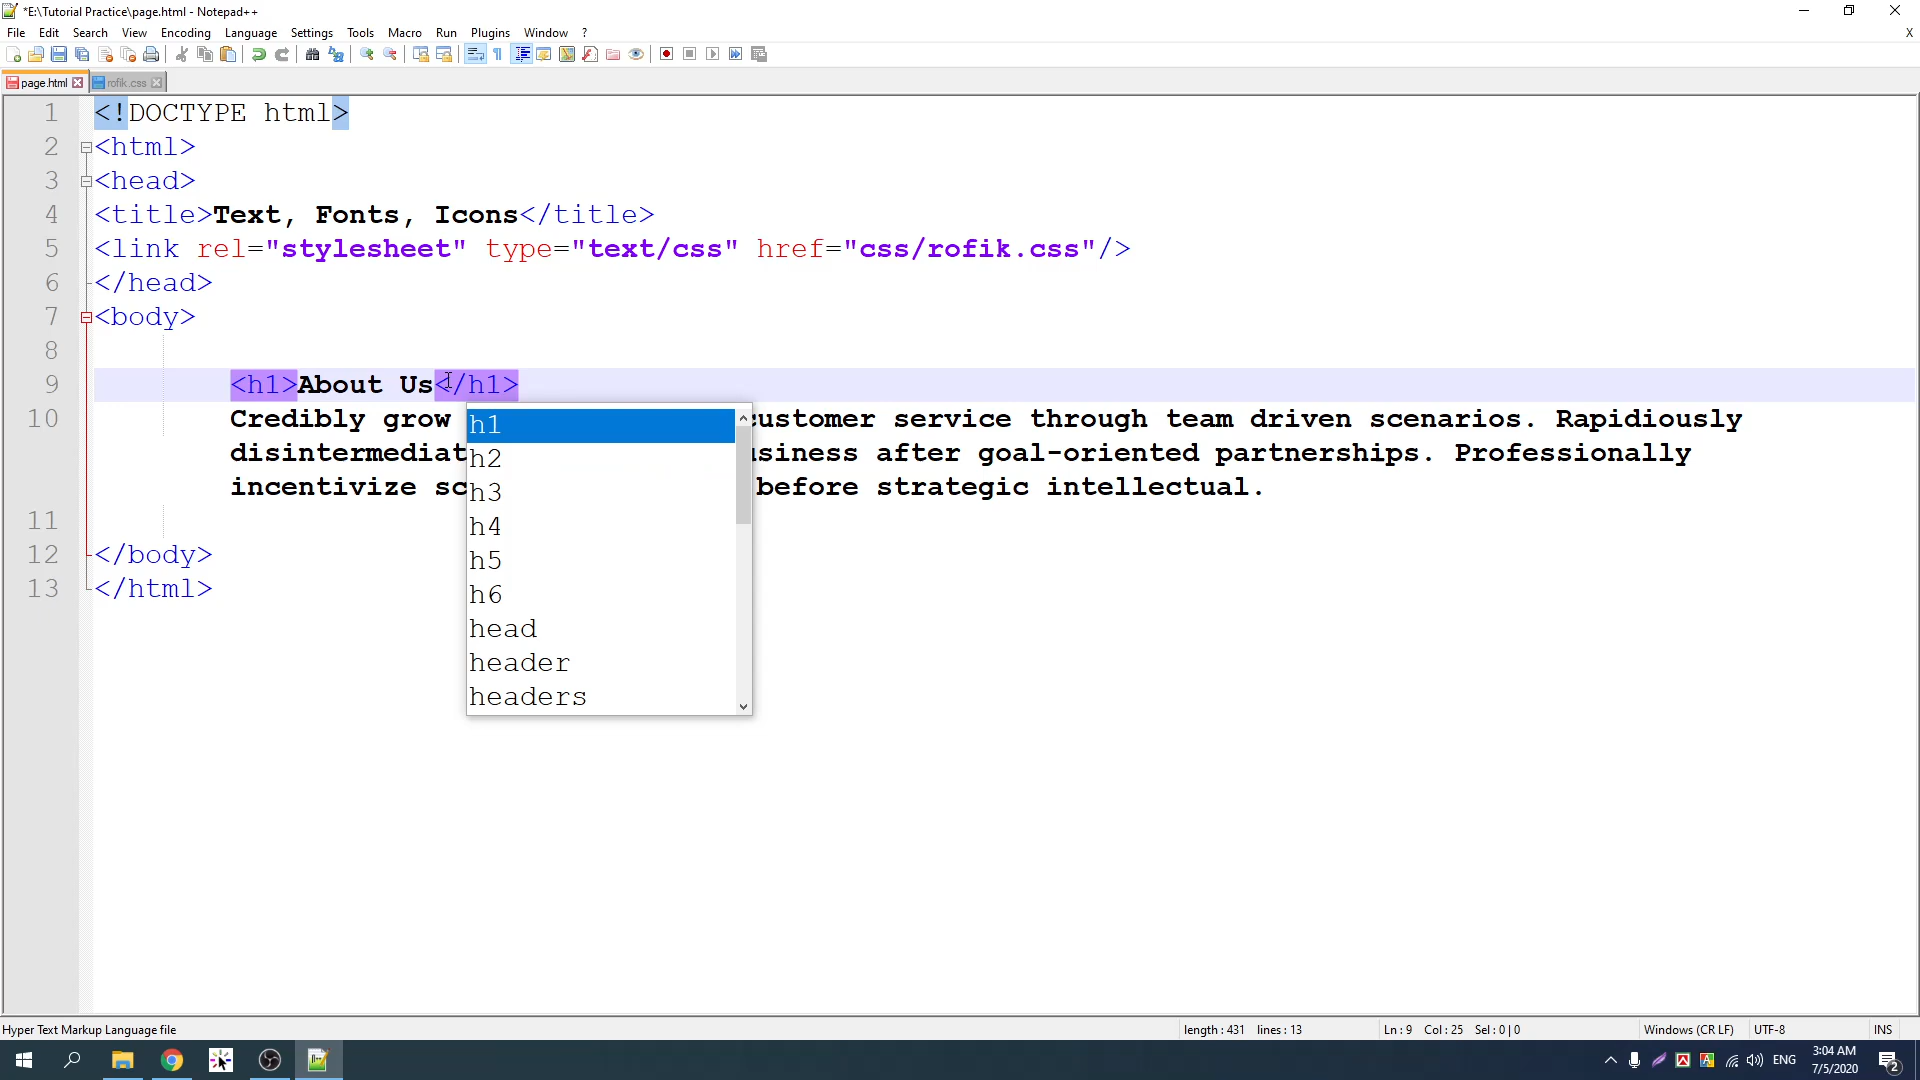 *E:\Tutorial Practice\page.html - Notepad++
File Edit Search View Encoding Language Settings Tools Macro Run Plugins Window ? X
page.html rofik.css
1 <!DOCTYPE html>
2 <html>
3 <head>
4 <title>Text, Fonts, Icons</title>
5 <link rel="stylesheet" type="text/css" href="css/rofik.css"/>
6 </head>
7 <body>
8
9 <h1>About Us</h1>
10 Credibly grow customer service through team driven scenarios. Rapidiously
disintermediat siness after goal-oriented partnerships. Professionally
incentivize sc before strategic intellectual.
11
12 </body>
13 </html>
h1
h2
h3
h4
h5
h6
head
header
headers
Hyper Text Markup Language file length : 431 lines : 13 Ln : 9 Col : 25 Sel : 0 | 0 Windows (CR LF) UTF-8 INS
ENG 3:04 AM
7/5/2020 2